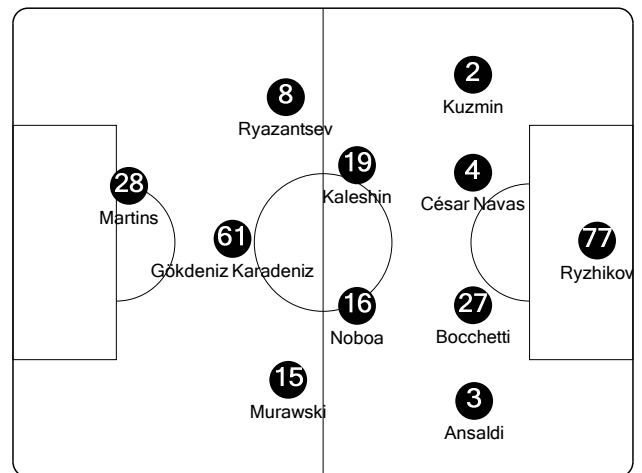 2
Kuzmin
8
Ryazantsev
19
Kaleshin
4
César Navas
28
Martins
61
Gökdeniz Karadeniz
77
Ryzhikov
16
Noboa
27
Bocchetti
15
Murawski
3
Ansaldi